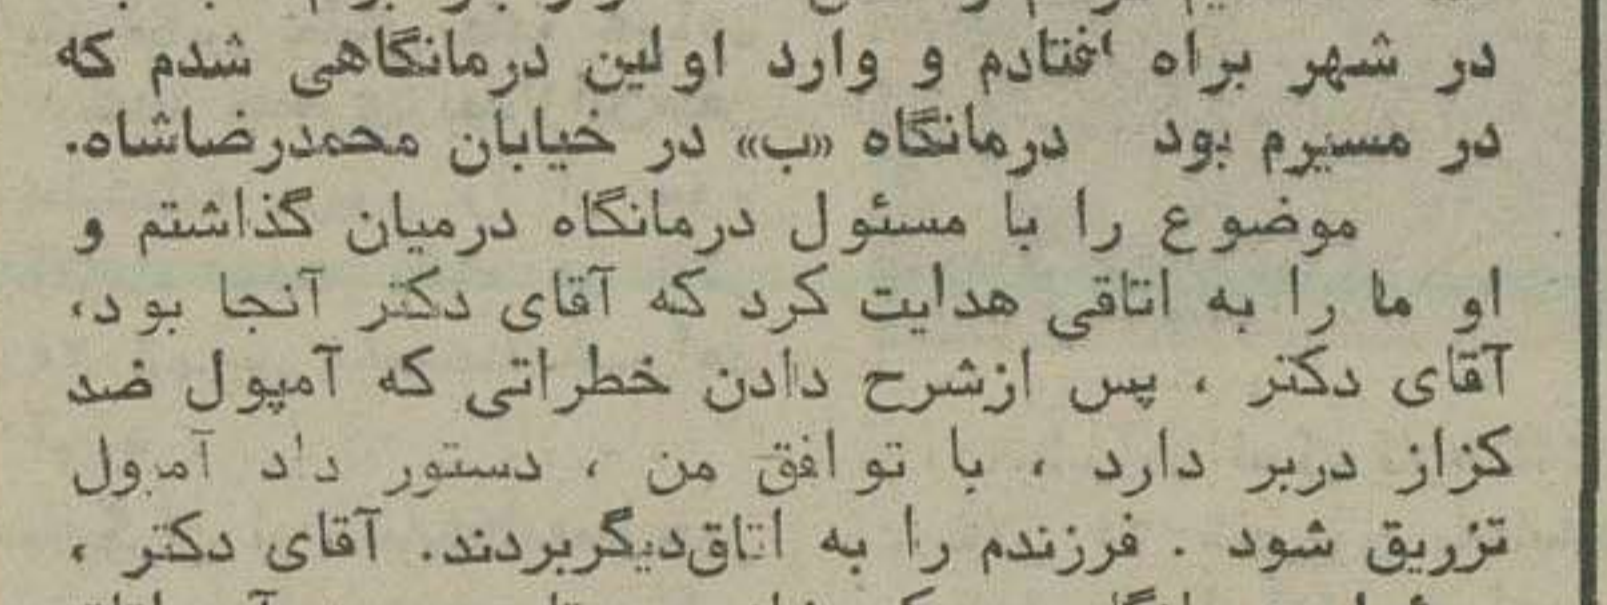 در شهر براه افتادم و وارد اولین درمانگاهی شدم که
در مسیرم بود درمانگاه «ب» در خیابان محمدرضاشاه.
موضوع را با مسئول درمانگاه درمیان گذاشتم و
او ما را به اتاقی هدایت کرد که آقای دکتر آنجا بود،
آقای دکتر ، پس ازشرح دادن خطراتی که آمپول ضد
کزاز دربر دارد ، با توافق من ، دستور داد آمپول
تزریق شود . فرزندم را به اتاق‌دیگربردند. آقای دکتر ،